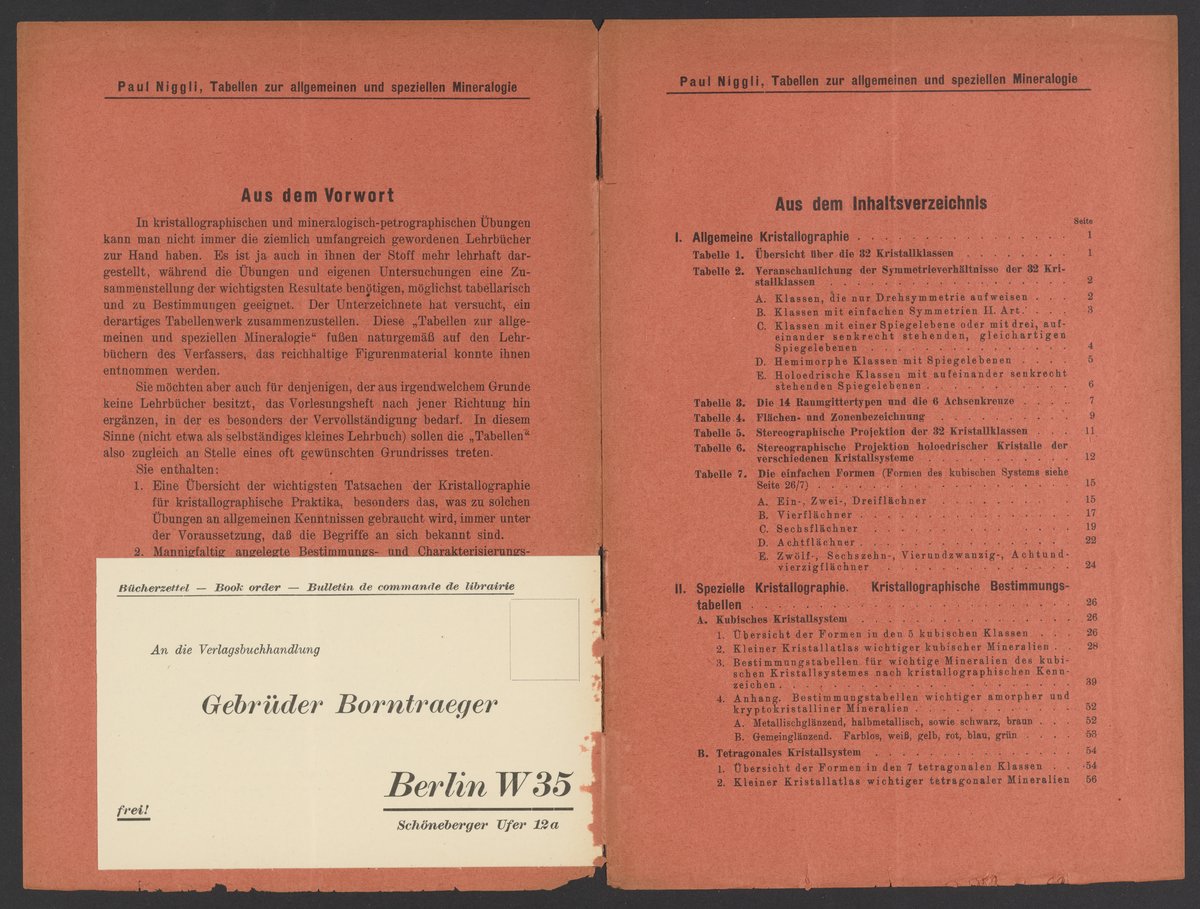 Paul Niggli, Tabellen zur allgemeinen und speziellen Mineralogie
Aus dem Vorwort
In kristallographischen und mineralogisch-petrographischen Übungen
kann man nicht immer die ziemlich umfangreich gewordenen Lehrbücher
zur Hand haben. Es ist ja auch in ihnen der Stoff mehr lehrhaft dar-
gestellt, während die Übungen und eigenen Untersuchungen eine Zu-
sammenstellung der wichtigsten Resultate benötigen, möglichst tabellarisch
und zu Bestimmungen geeignet. Der Unterzeichnete hat versucht, ein
derartiges Tabellenwerk zusammenzustellen. Diese „Tabellen zur allge-
meinen und speziellen Mineralogie“ fußen naturgemäß auf den Lehr-
büchern des Verfassers, das reichhaltige Figurenmaterial konnte ihnen
entnommen werden.
Sie möchten aber auch für denjenigen, der aus irgendwelchem Grunde
keine Lehrbücher besitzt, das Vorlesungsheft nach jener Richtung hin
ergänzen, in der es besonders der Vervollständigung bedarf. In diesem
Sinne (nicht etwa als selbständiges kleines Lehrbuch) sollen die „Tabellen“
also zugleich an Stelle eines oft gewünschten Grundrisses treten.
Sie enthalten:
1. Eine Übersicht der wichtigsten Tatsachen der Kristallographie
für kristallographische Praktika, besonders das, was zu solchen
Übungen an allgemeinen Kenntnissen gebraucht wird, immer unter
der Voraussetzung, daß die Begriffe an sich bekannt sind.
2. Mannigfaltig angelegte Bestimmungs- und Charakterisierungs-
Bücherzettel — Book order — Bulletin de commande de librairie
An die Verlagsbuchhandlung
Gebrüder Borntraeger
Berlin W 35
frei!
Schöneberger Ufer 12a
Paul Niggli, Tabellen zur allgemeinen und speziellen Mineralogie
Aus dem Inhaltsverzeichnis
Seite
I. Allgemeine Kristallographie . . . . . . . . . . 1
Tabelle 1. Übersicht über die 32 Kristallklassen . . . . . . 1
Tabelle 2. Veranschaulichung der Symmetrieverhältnisse der 32 Kri-
stallklassen . . . . . . . . . . 2
A. Klassen, die nur Drehsymmetrie aufweisen . . . 2
B. Klassen mit einfachen Symmetrien II. Art . . . 3
C. Klassen mit einer Spiegelebene oder mit drei, auf-
einander senkrecht stehenden, gleichartigen
Spiegelebenen . . . . . . . . . . 4
D. Hemimorphe Klassen mit Spiegelebenen . . . . 5
E. Holoedrische Klassen mit aufeinander senkrecht
stehenden Spiegelebenen . . . . . . . . 6
Tabelle 3. Die 14 Raumgittertypen und die 6 Achsenkreuze . . . . 7
Tabelle 4. Flächen- und Zonenbezeichnung . . . . . . . . 9
Tabelle 5. Stereographische Projektion der 32 Kristallklassen . . . 11
Tabelle 6. Stereographische Projektion holoedrischer Kristalle der
verschiedenen Kristallsysteme . . . . . . . . 12
Tabelle 7. Die einfachen Formen (Formen des kubischen Systems siehe
Seite 26/7) . . . . . . . . . . 15
A. Ein-, Zwei-, Dreiflächner . . . . . . . . 15
B. Vierflächner . . . . . . . . . . 17
C. Sechsflächner . . . . . . . . . . 19
D. Achtflächner . . . . . . . . . . 22
E. Zwölf-, Sechszehn-, Vierundzwanzig-, Achtund-
vierzigflächner . . . . . . . . . . 24
II. Spezielle Kristallographie. Kristallographische Bestimmungs-
tabellen . . . . . . . . . . 26
A. Kubisches Kristallsystem . . . . . . . . . . 26
1. Übersicht der Formen in den 5 kubischen Klassen . . . 26
2. Kleiner Kristallatlas wichtiger kubischer Mineralien . . 28
3. Bestimmungstabellen für wichtige Mineralien des kubi-
schen Kristallsystemes nach kristallographischen Kenn-
zeichen . . . . . . . . . . 39
4. Anhang. Bestimmungstabellen wichtiger amorpher und
kryptokristalliner Mineralien . . . . . . . . . . 52
A. Metallischglänzend, halbmetallisch, sowie schwarz, braun . . . 52
B. Gemeinglänzend. Farblos, weiß, gelb, rot, blau, grün . . . . 53
B. Tetragonales Kristallsystem . . . . . . . . . . 54
1. Übersicht der Formen in den 7 tetragonalen Klassen . . 54
2. Kleiner Kristallatlas wichtiger tetragonaler Mineralien 56